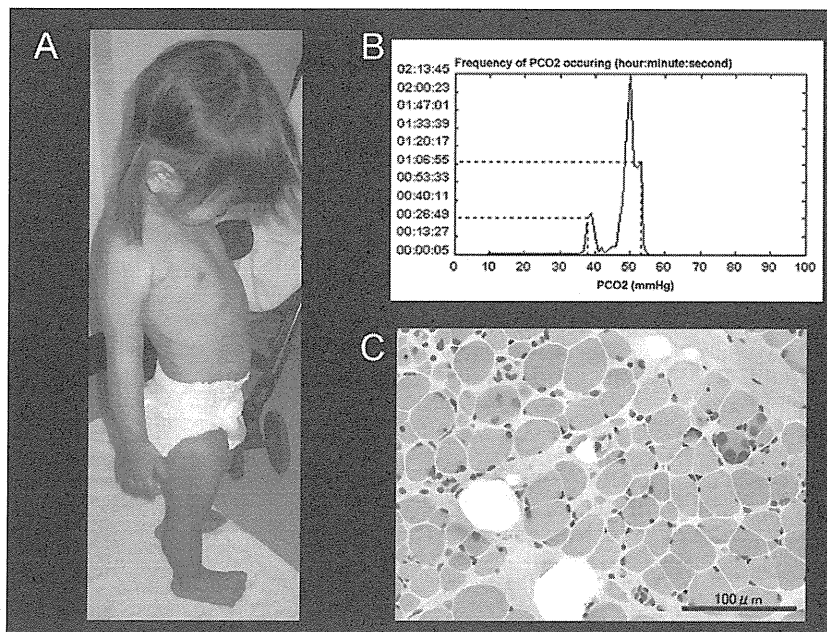 A
B
Frequency of PCO2 occuring (hour:minute:second)
02:13:45
02:00:23
01:47:01
01:33:39
01:20:17
01:06:55
00:53:33
00:40:11
00:26:49
00:13:27
00:00:05
0 10 20 30 40 50 60 70 80 90 100
PCO2 (mmHg)
C
100 μm